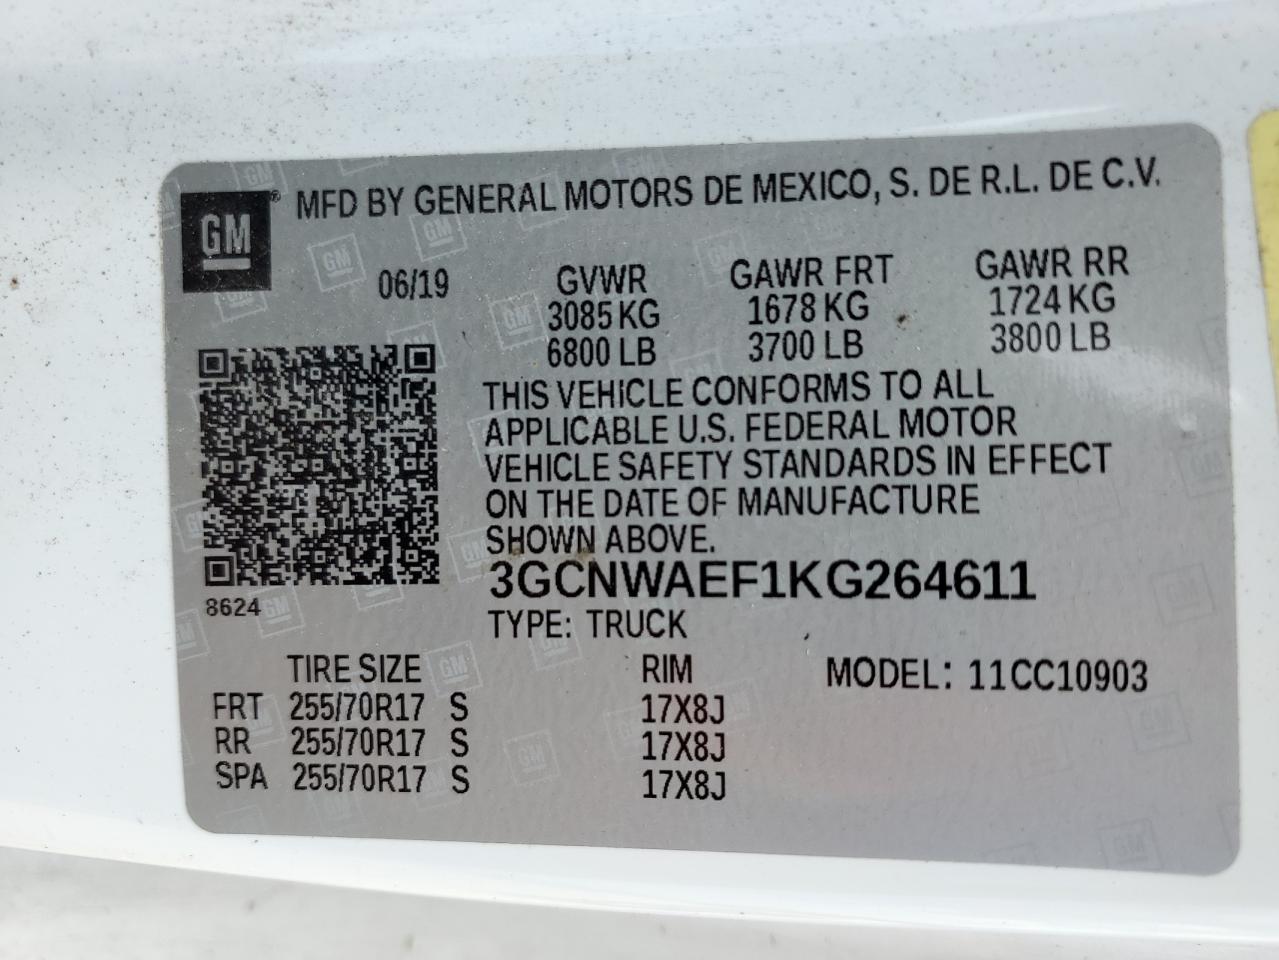 GM® MFD BY GENERAL MOTORS DE MEXICO, S. DE R.L. DE C.V.
06/19 GVWR GAWR FRT GAWR RR
3085 KG 1678 KG 1724 KG
6800 LB 3700 LB 3800 LB
THIS VEHICLE CONFORMS TO ALL
APPLICABLE U.S. FEDERAL MOTOR
VEHICLE SAFETY STANDARDS IN EFFECT
ON THE DATE OF MANUFACTURE
SHOWN ABOVE.
3GCNWAEF1KG264611
8624
TYPE: TRUCK
TIRE SIZE RIM MODEL: 11CC10903
FRT 255/70R17 S 17X8J
RR 255/70R17 S 17X8J
SPA 255/70R17 S 17X8J